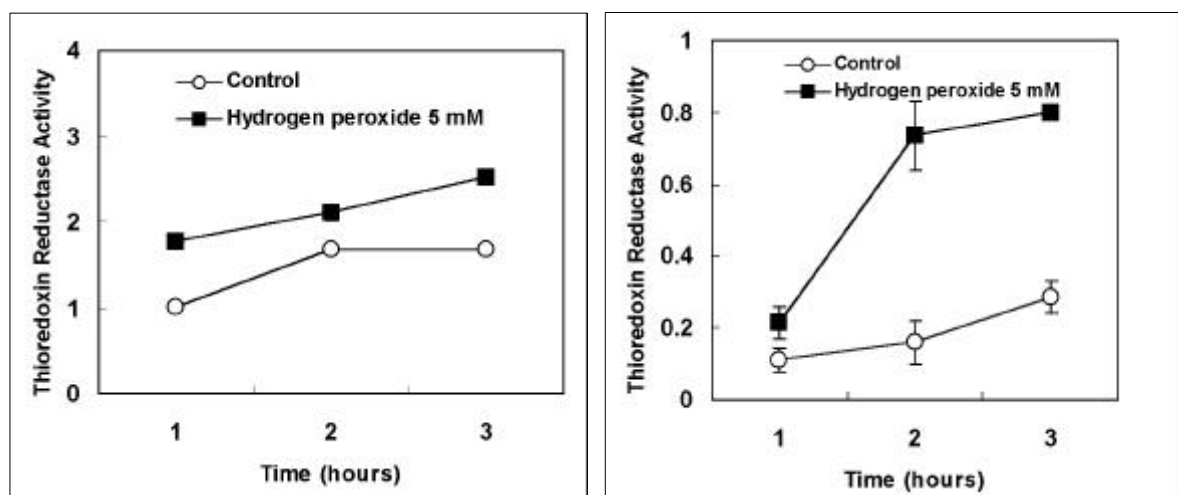 Thioredoxin Reductase Activity
4
3
2
1
0
Control
Hydrogen peroxide 5 mM
1 2 3
Time (hours)
Thioredoxin Reductase Activity
1
0.8
0.6
0.4
0.2
0
Control
Hydrogen peroxide 5 mM
1 2 3
Time (hours)